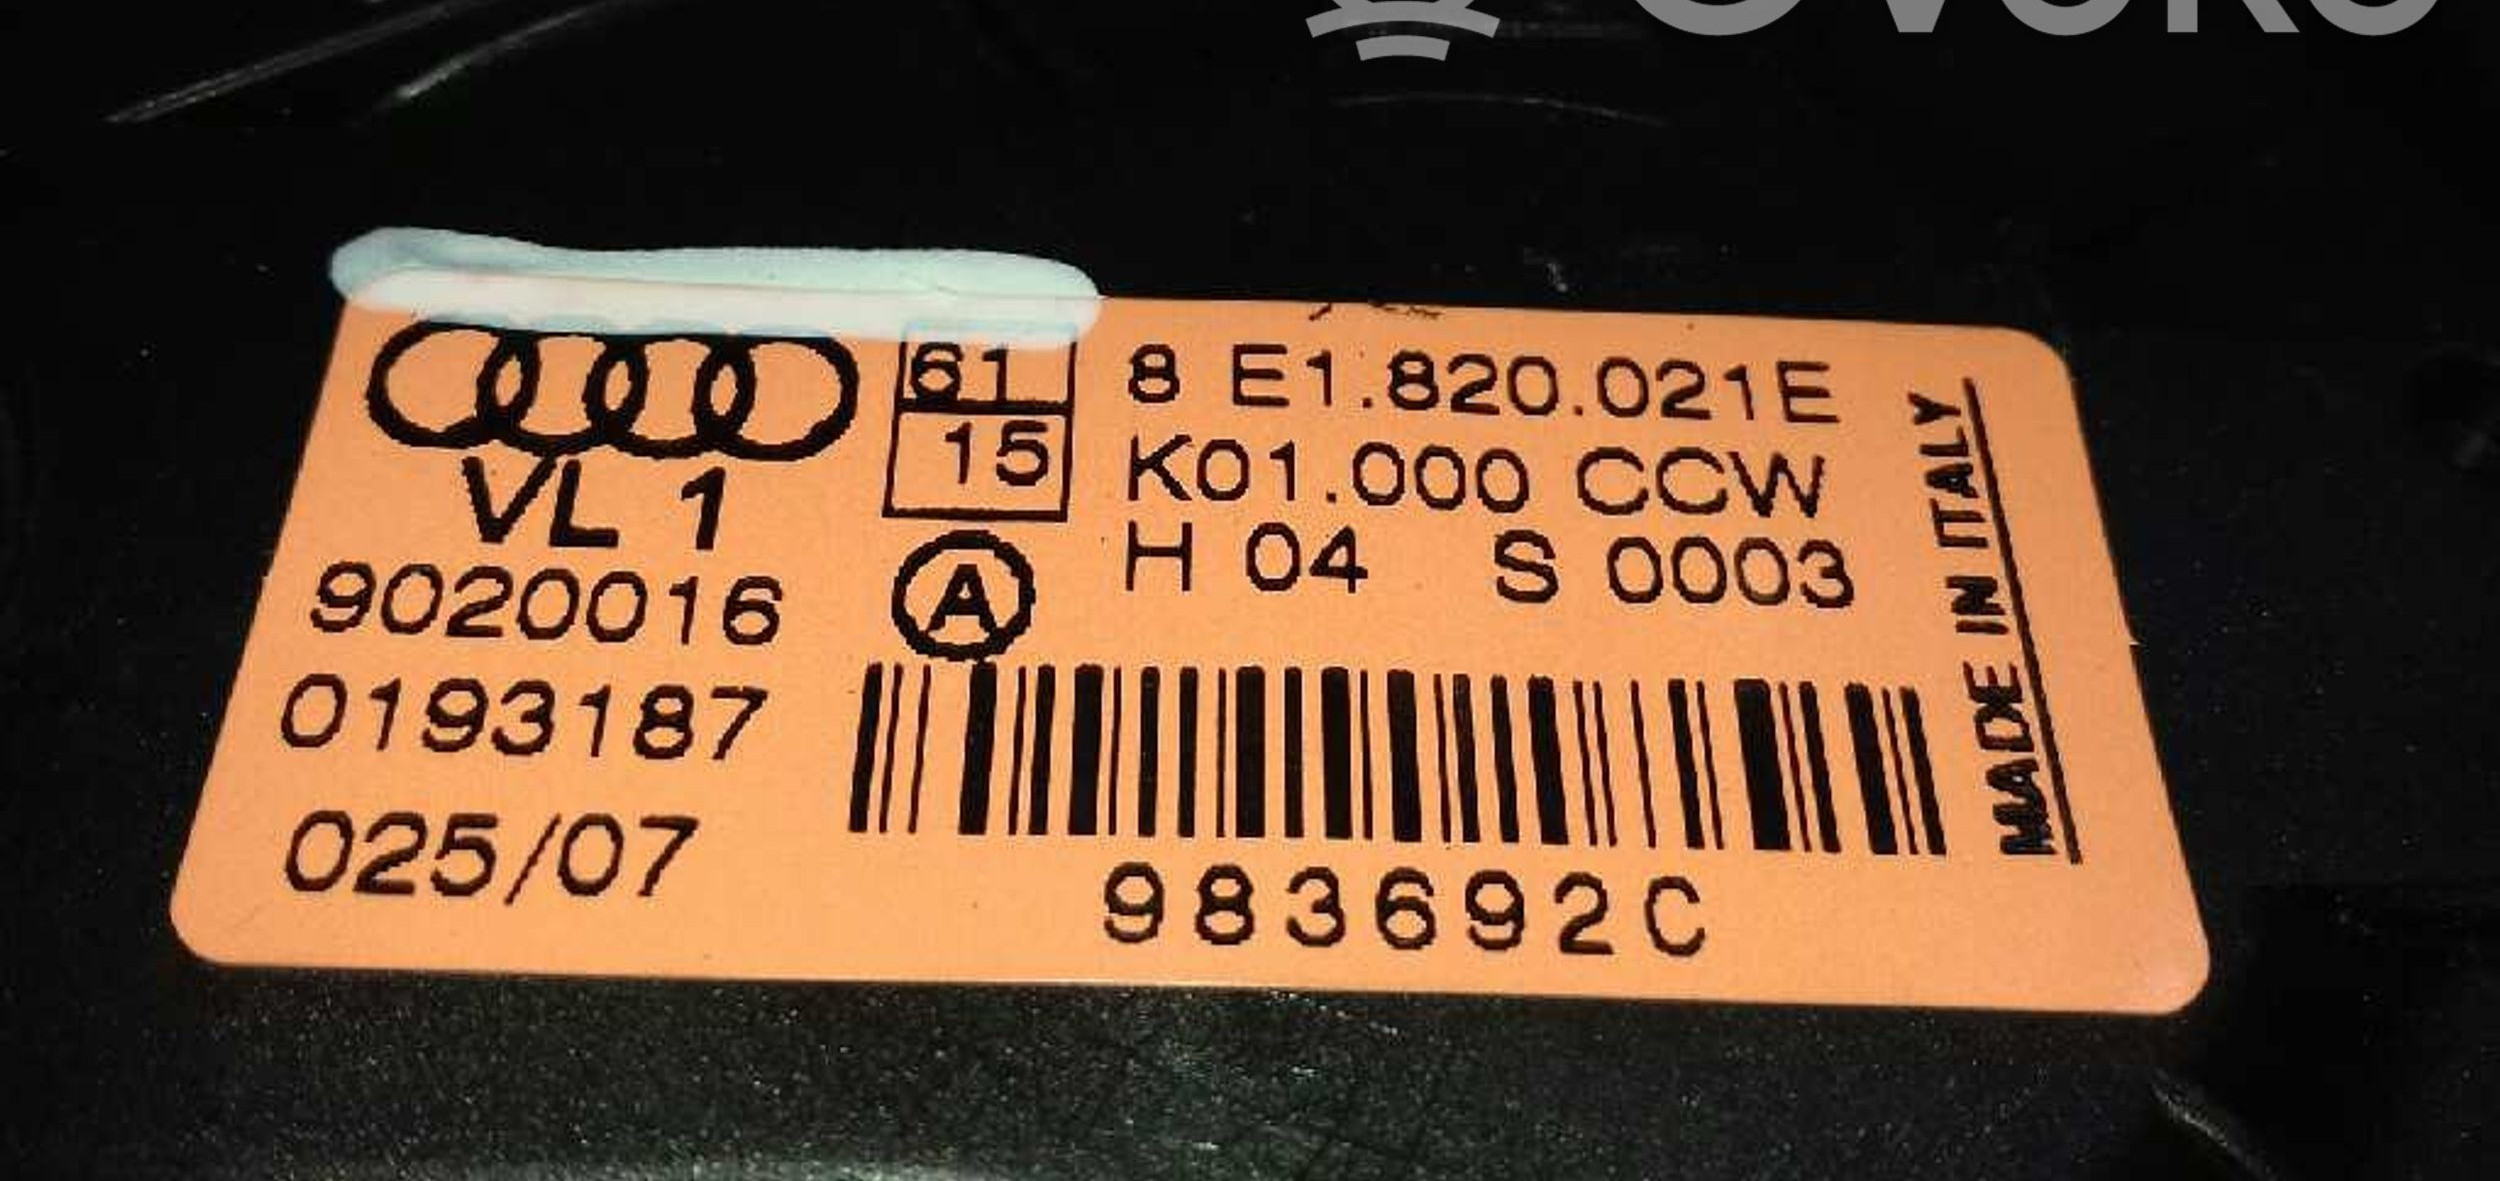 61
15
8 E1.820.021E
K01.000 CCW
H 04 S 0003
VL 1
A
9020016
0193187
025/07
983692C
MADE IN ITALY